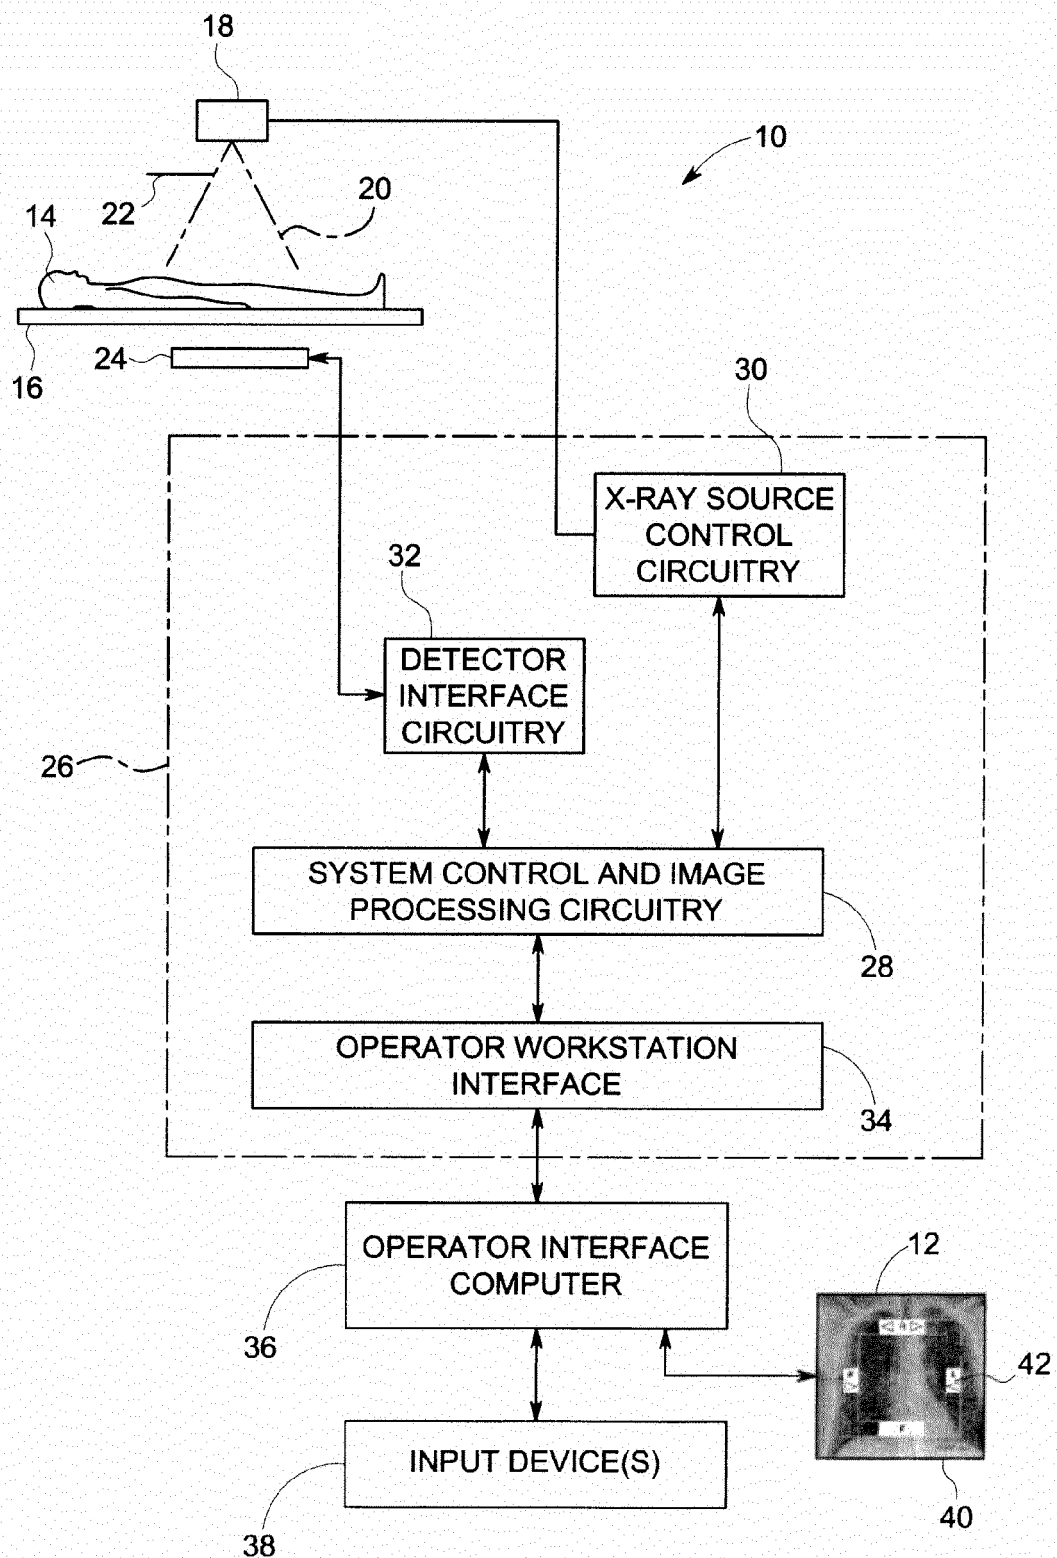 18
10
22
20
14
16
24
30
X-RAY SOURCE
CONTROL
CIRCUITRY
32
DETECTOR
INTERFACE
CIRCUITRY
26
SYSTEM CONTROL AND IMAGE
PROCESSING CIRCUITRY
28
OPERATOR WORKSTATION
INTERFACE
34
OPERATOR INTERFACE
COMPUTER
36
12
42
INPUT DEVICE(S)
38
40